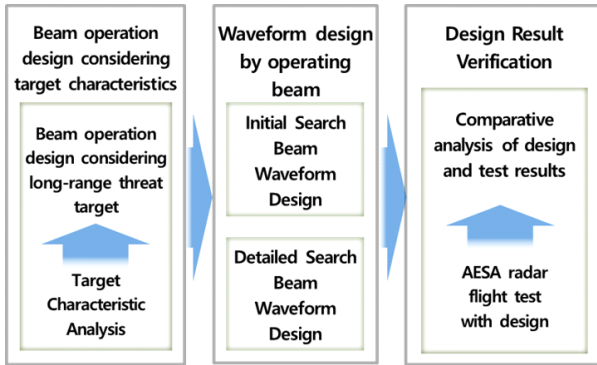 Beam operation
design considering
target characteristics
Beam operation
design considering
long-range threat
target
Target
Characteristic
Analysis
Waveform design
by operating
beam
Initial Search
Beam
Waveform
Design
Detailed Search
Beam
Waveform
Design
Design Result
Verification
Comparative
analysis of design
and test results
AESA radar
flight test
with design